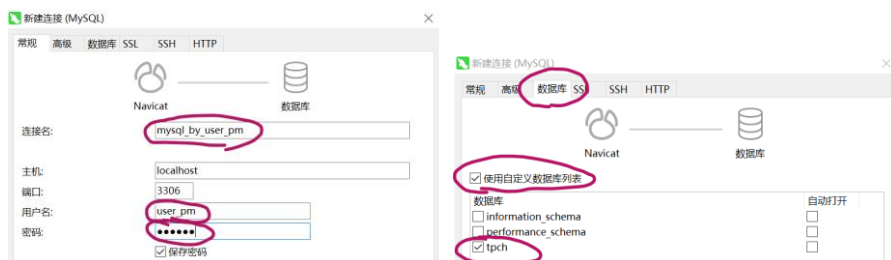 新建连接 (MySQL)
常规 高级 数据库 SSL SSH HTTP
Navicat 数据库
连接名: mysql_by_user_pm
主机: localhost
端口: 3306
用户名: user_pm
密码: ●●●●●●
保存密码
新建连接 (MySQL)
常规 高级 数据库 SSL SSH HTTP
Navicat 数据库
使用自定义数据库列表
数据库 自动打开
information_schema
performance_schema
tpch